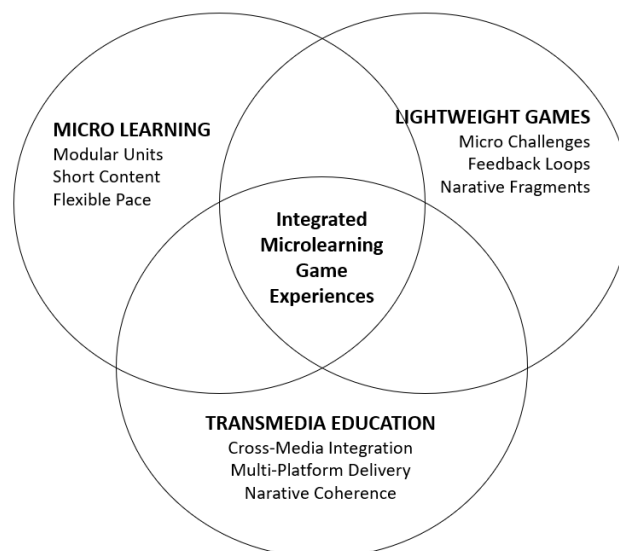 MICRO LEARNING
Modular Units
Short Content
Flexible Pace
LIGHTWEIGHT GAMES
Micro Challenges
Feedback Loops
Narative Fragments
Integrated
Microlearning
Game
Experiences
TRANSMEDIA EDUCATION
Cross-Media Integration
Multi-Platform Delivery
Narative Coherence